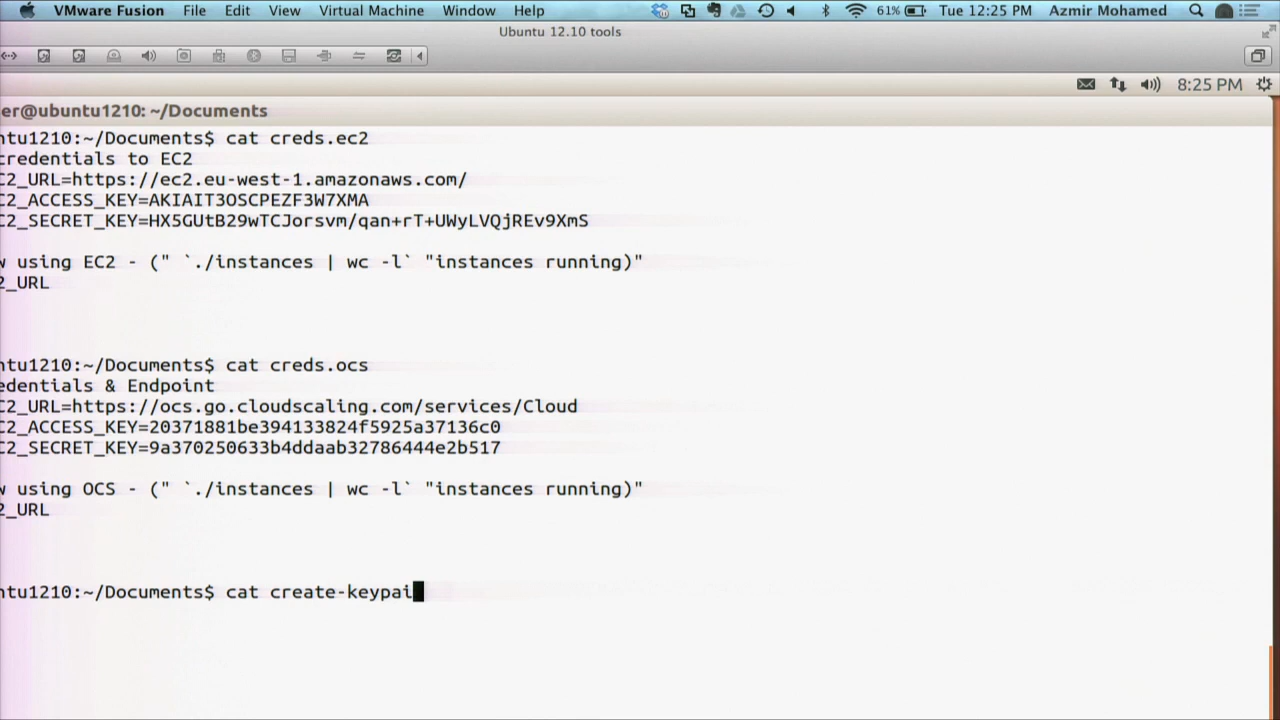 VMware Fusion File Edit View Virtual Machine Window Help 61% Tue 12:25 PM Azmir Mohamed
Ubuntu 12.10 tools
8:25 PM
er@ubuntu1210: ~/Documents
ntu1210:~/Documents$ cat creds.ec2
credentials to EC2
C2_URL=https://ec2.eu-west-1.amazonaws.com/
C2_ACCESS_KEY=AKIAIT3OSCPEZF3W7XMA
C2_SECRET_KEY=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
w using EC2 - (" `./instances | wc -l` "instances running)"
2_URL
ntu1210:~/Documents$ cat creds.ocs
edentials & Endpoint
C2_URL=https://ocs.go.cloudscaling.com/services/Cloud
C2_ACCESS_KEY=20371881be394133824f5925a37136c0
C2_SECRET_KEY=9a370250633b4ddaab32786444e2b517
w using OCS - (" `./instances | wc -l` "instances running)"
2_URL
ntu1210:~/Documents$ cat create-keypai